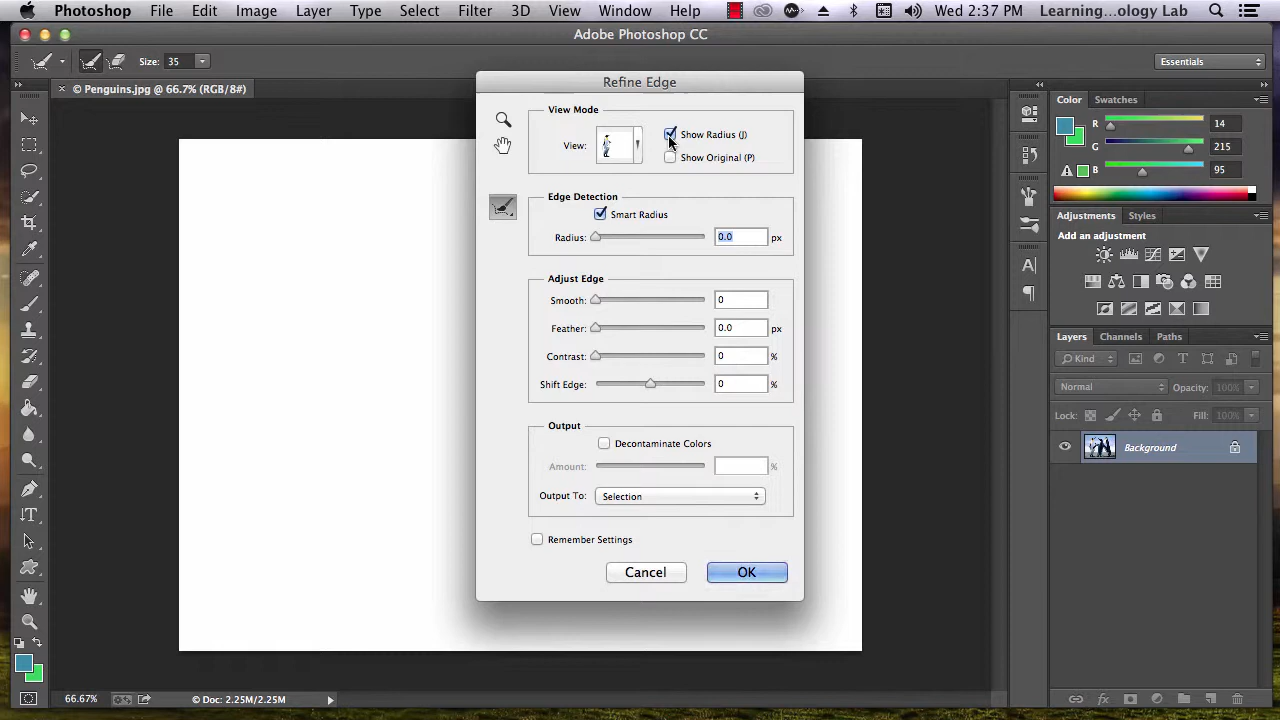 Photoshop File Edit Image Layer Type Select Filter 3D View Window Help Wed 2:37 PM Learning...ology Lab
Adobe Photoshop CC
Size: 35 Essentials
× © Penguins.jpg @ 66.7% (RGB/8#)
Refine Edge
View Mode
View:
Show Radius (J)
Show Original (P)
Edge Detection
Smart Radius
Radius: 0.0 px
Adjust Edge
Smooth: 0
Feather: 0.0 px
Contrast: 0 %
Shift Edge: 0 %
Output
Decontaminate Colors
Amount: %
Output To: Selection
Remember Settings
Cancel OK
Color Swatches
R 14
G 215
B 95
Adjustments Styles
Add an adjustment
Layers Channels Paths
Kind
Normal Opacity: 100%
Lock: Fill: 100%
Background
66.67% © Doc: 2.25M/2.25M